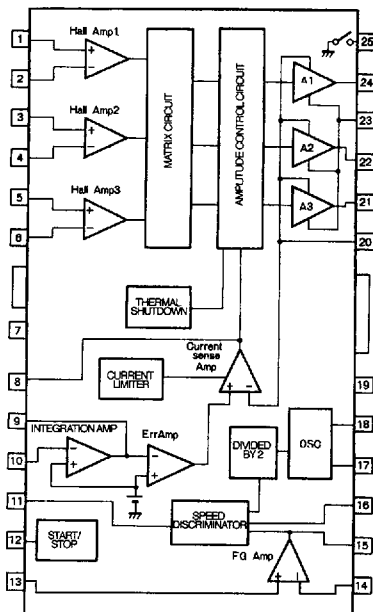 1
Hall Amp1
+
−
2
3
Hall Amp2
+
−
4
5
Hall Amp3
+
−
6
7
8
9
10
11
12
13
MATRIX CIRCUIT
AMPLITUDE CONTROL CIRCUIT
A1
A2
A3
25
24
23
22
21
20
19
18
17
16
15
14
THERMAL
SHUTDOWN
Current
sense
Amp
CURRENT
LIMITER
+ −
INTEGRATION AMP
−
+
ErrAmp
−
+
DIVIDED
BY 2
OSC
SPEED
DISCRIMINATOR
START/
STOP
FG Amp
+ −